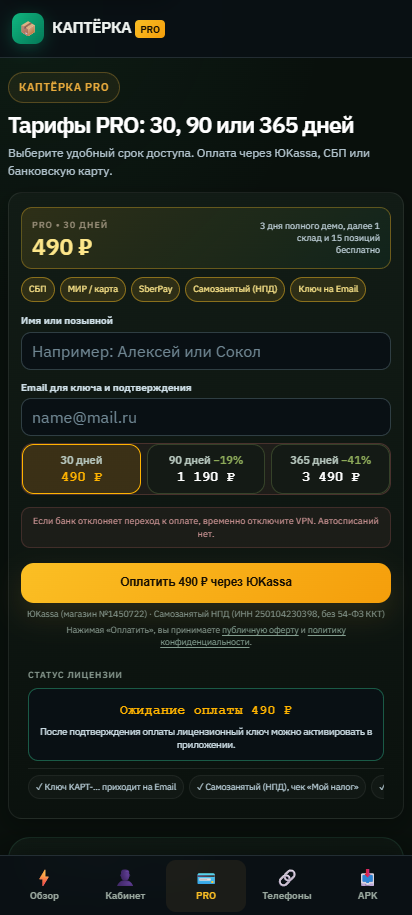 КАПТЁРКА PRO
КАПТЁРКА PRO
Тарифы PRO: 30, 90 или 365 дней
Выберите удобный срок доступа. Оплата через ЮKassa, СБП или
банковскую карту.
PRO • 30 ДНЕЙ
490 ₽
3 дня полного демо, далее 1
склад и 15 позиций
бесплатно
СБП
МИР / карта
SberPay
Самозанятый (НПД)
Ключ на Email
Имя или позывной
Например: Алексей или Сокол
Email для ключа и подтверждения
name@mail.ru
30 дней
490 ₽
90 дней −19%
1 190 ₽
365 дней −41%
3 490 ₽
Если банк отклоняет переход к оплате, временно отключите VPN. Автосписаний
нет.
Оплатить 490 ₽ через ЮKassa
ЮKassa (магазин №1450722) · Самозанятый НПД (ИНН 250104230398, без 54-ФЗ ККТ)
Нажимая «Оплатить», вы принимаете публичную оферту и политику
конфиденциальности.
СТАТУС ЛИЦЕНЗИИ
Ожидание оплаты 490 ₽
После подтверждения оплаты лицензионный ключ можно активировать в
приложении.
✓ Ключ КАРТ-... приходит на Email
✓ Самозанятый (НПД), чек «Мой налог»
✓
Обзор
Кабинет
PRO
Телефоны
APK